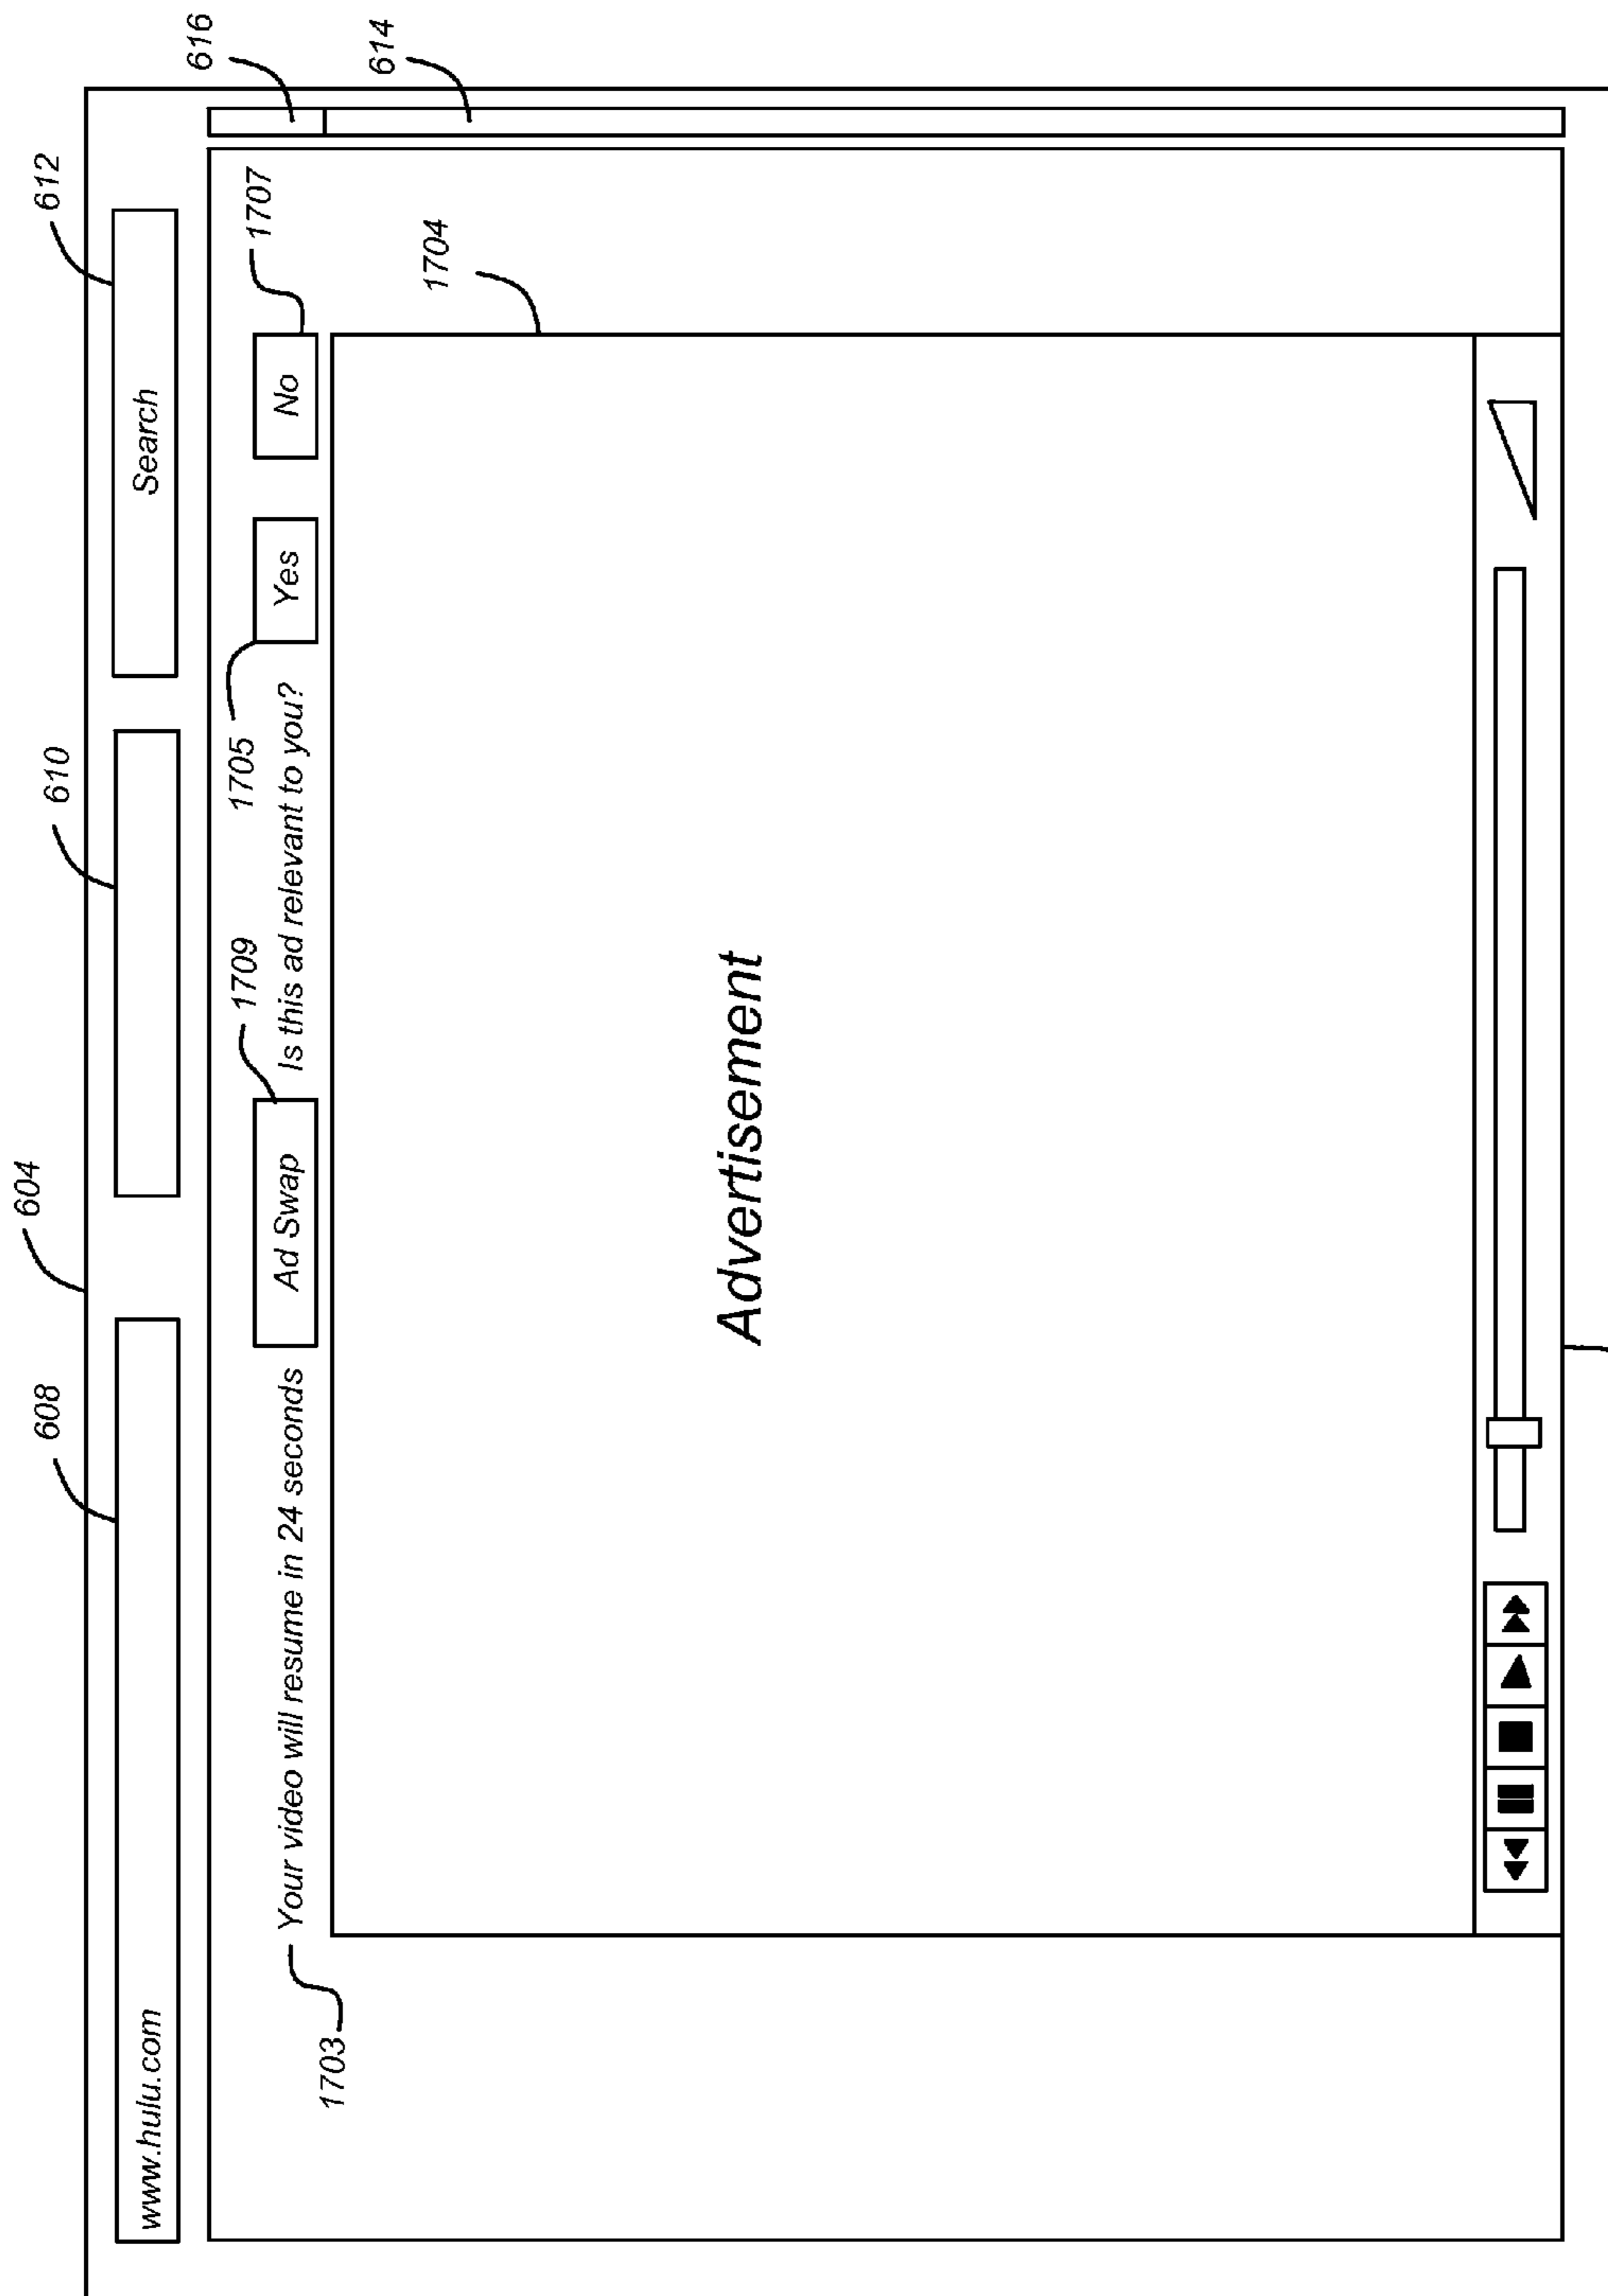 604
608
610
612
616
www.hulu.com
Search
614
1709
1705
1707
Your video will resume in 24 seconds
Ad Swap
Is this ad relevant to you?
Yes
No
1703
1704
Advertisement